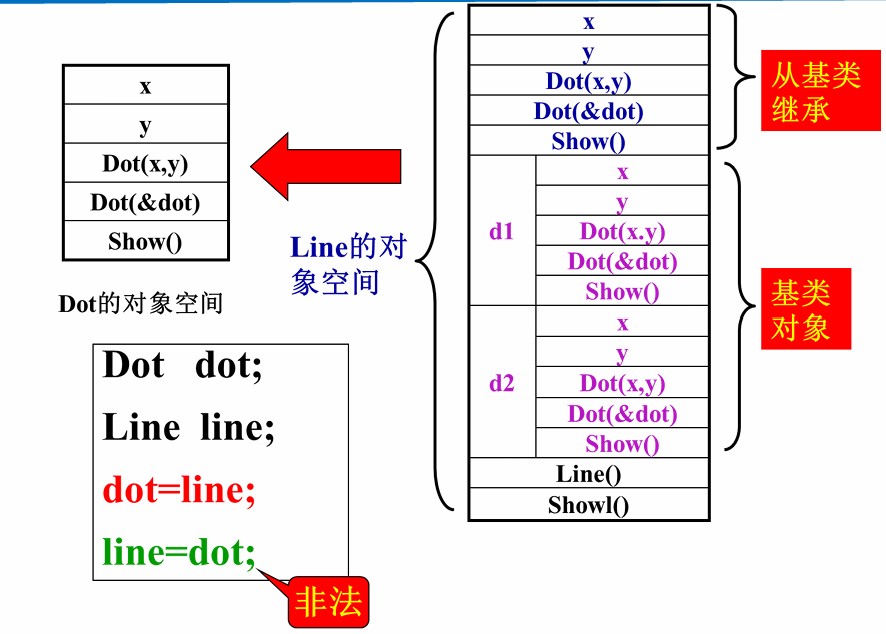 x
y
Dot(x,y)
Dot(&dot)
Show()
Dot的对象空间
Dot dot;
Line line;
dot=line;
line=dot;
非法
Line的对
象空间
x
y
Dot(x,y)
Dot(&dot)
Show()
d1
x
y
Dot(x.y)
Dot(&dot)
Show()
d2
x
y
Dot(x,y)
Dot(&dot)
Show()
Line()
Showl()
从基类
继承
基类
对象